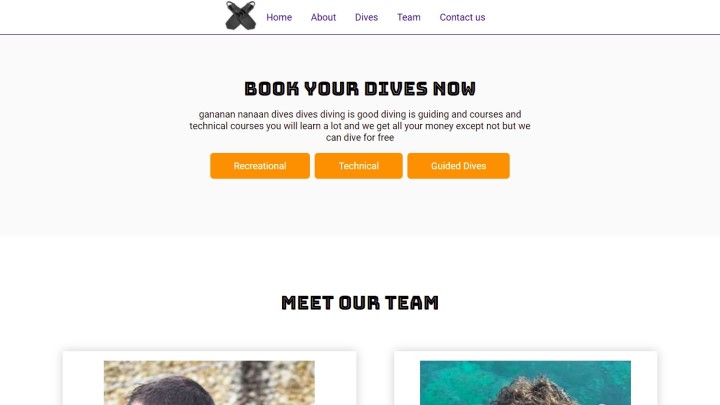 Home About Dives Team Contact us
BOOK YOUR DIVES NOW
gananan nanaan dives dives diving is good diving is guiding and courses and
technical courses you will learn a lot and we get all your money except not but we
can dive for free
Recreational Technical Guided Dives
MEET OUR TEAM